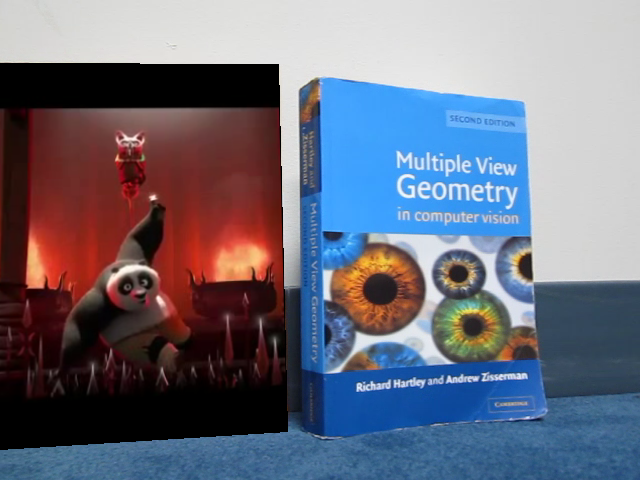 SECOND EDITION
Multiple View
Geometry
in computer vision
Richard Hartley and Andrew Zisserman
CAMBRIDGE
Hartley and
Zisserman
Multiple View Geometry